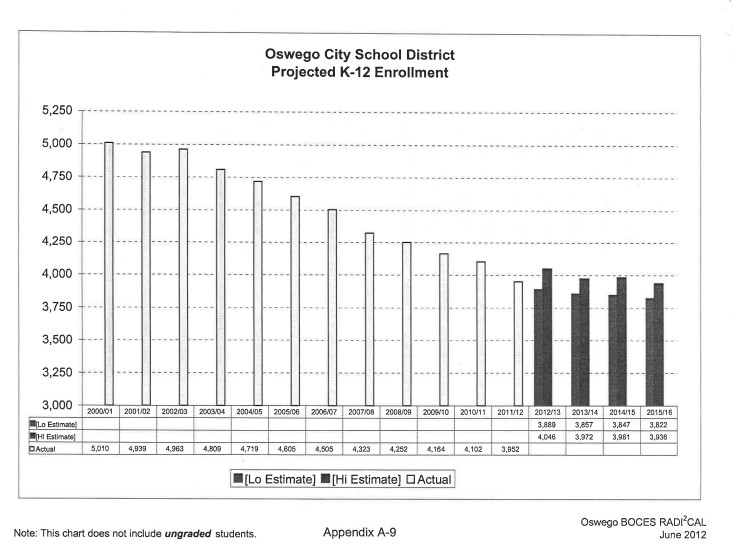 Oswego City School District
Projected K-12 Enrollment
5,250
5,000
4,750
4,500
4,250
4,000
3,750
3,500
3,250
3,000
2000/01 2001/02 2002/03 2003/04 2004/05 2005/06 2006/07 2007/08 2008/09 2009/10 2010/11 2011/12 2012/13 2013/14 2014/15 2015/16
[Lo Estimate] 3,889 3,857 3,847 3,822
[HI Estimate] 4,046 3,972 3,981 3,936
Actual 5,010 4,939 4,963 4,809 4,719 4,605 4,505 4,323 4,252 4,164 4,102 3,952
[Lo Estimate] [Hi Estimate] Actual
Note: This chart does not include ungraded students.
Appendix A-9
Oswego BOCES RADI²CAL
June 2012